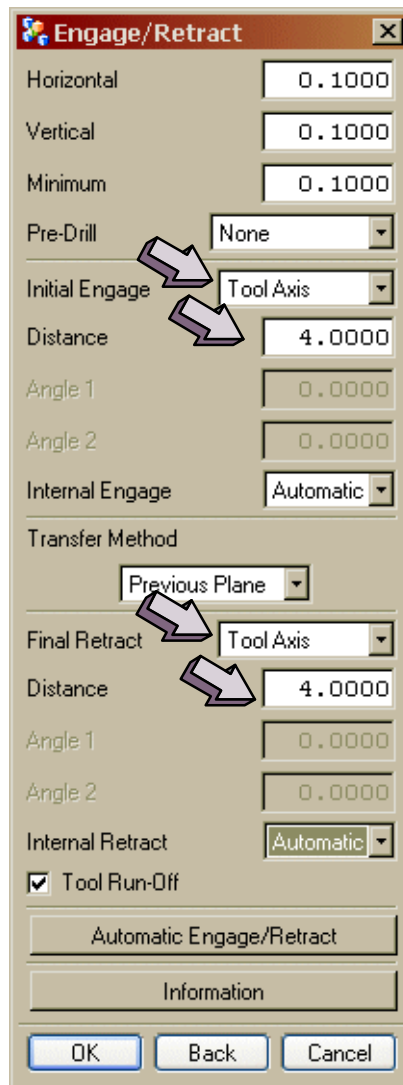 Engage/Retract
Horizontal 0.1000
Vertical 0.1000
Minimum 0.1000
Pre-Drill None
Initial Engage Tool Axis
Distance 4.0000
Angle 1 0.0000
Angle 2 0.0000
Internal Engage Automatic
Transfer Method
Previous Plane
Final Retract Tool Axis
Distance 4.0000
Angle 1 0.0000
Angle 2 0.0000
Internal Retract Automatic
Tool Run-Off
Automatic Engage/Retract
Information
OK Back Cancel